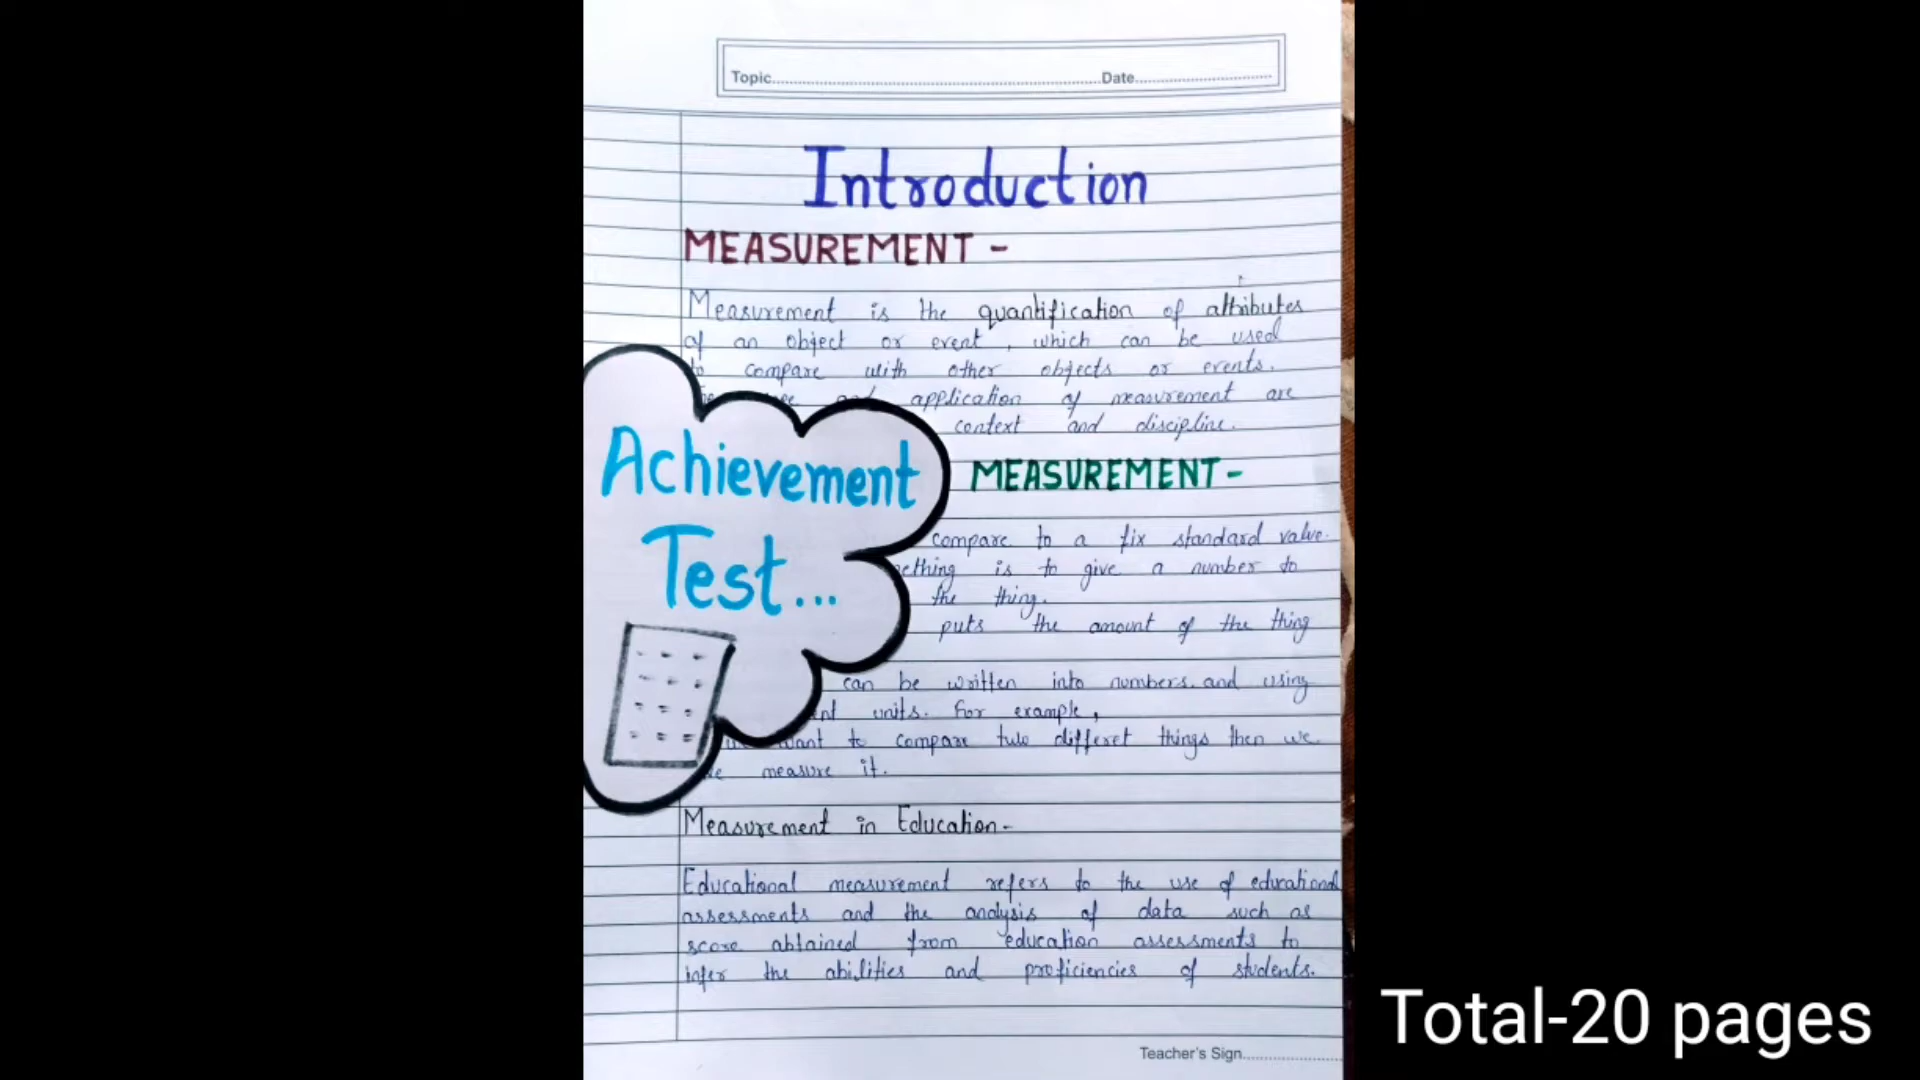 Topic Date
Introduction
MEASUREMENT -
Measurement is the quantification of attributes
of an object or event, which can be used
to compare with other objects or events.
application of measurement are
context and discipline.
Achievement
Test...
MEASUREMENT -
compare to a fix standard value.
is to give a number to
the thing.
puts the amount of the thing
can be written into numbers and using
units. For example,
want to compare two differet things then we
measure it.
Measurement in Education -
Educational measurement refers to the use of educational
assessments and the analysis of data such as
score abtained from education assessments to
infer the abilities and proficiencies of students.
Total-20 pages
Teacher's Sign